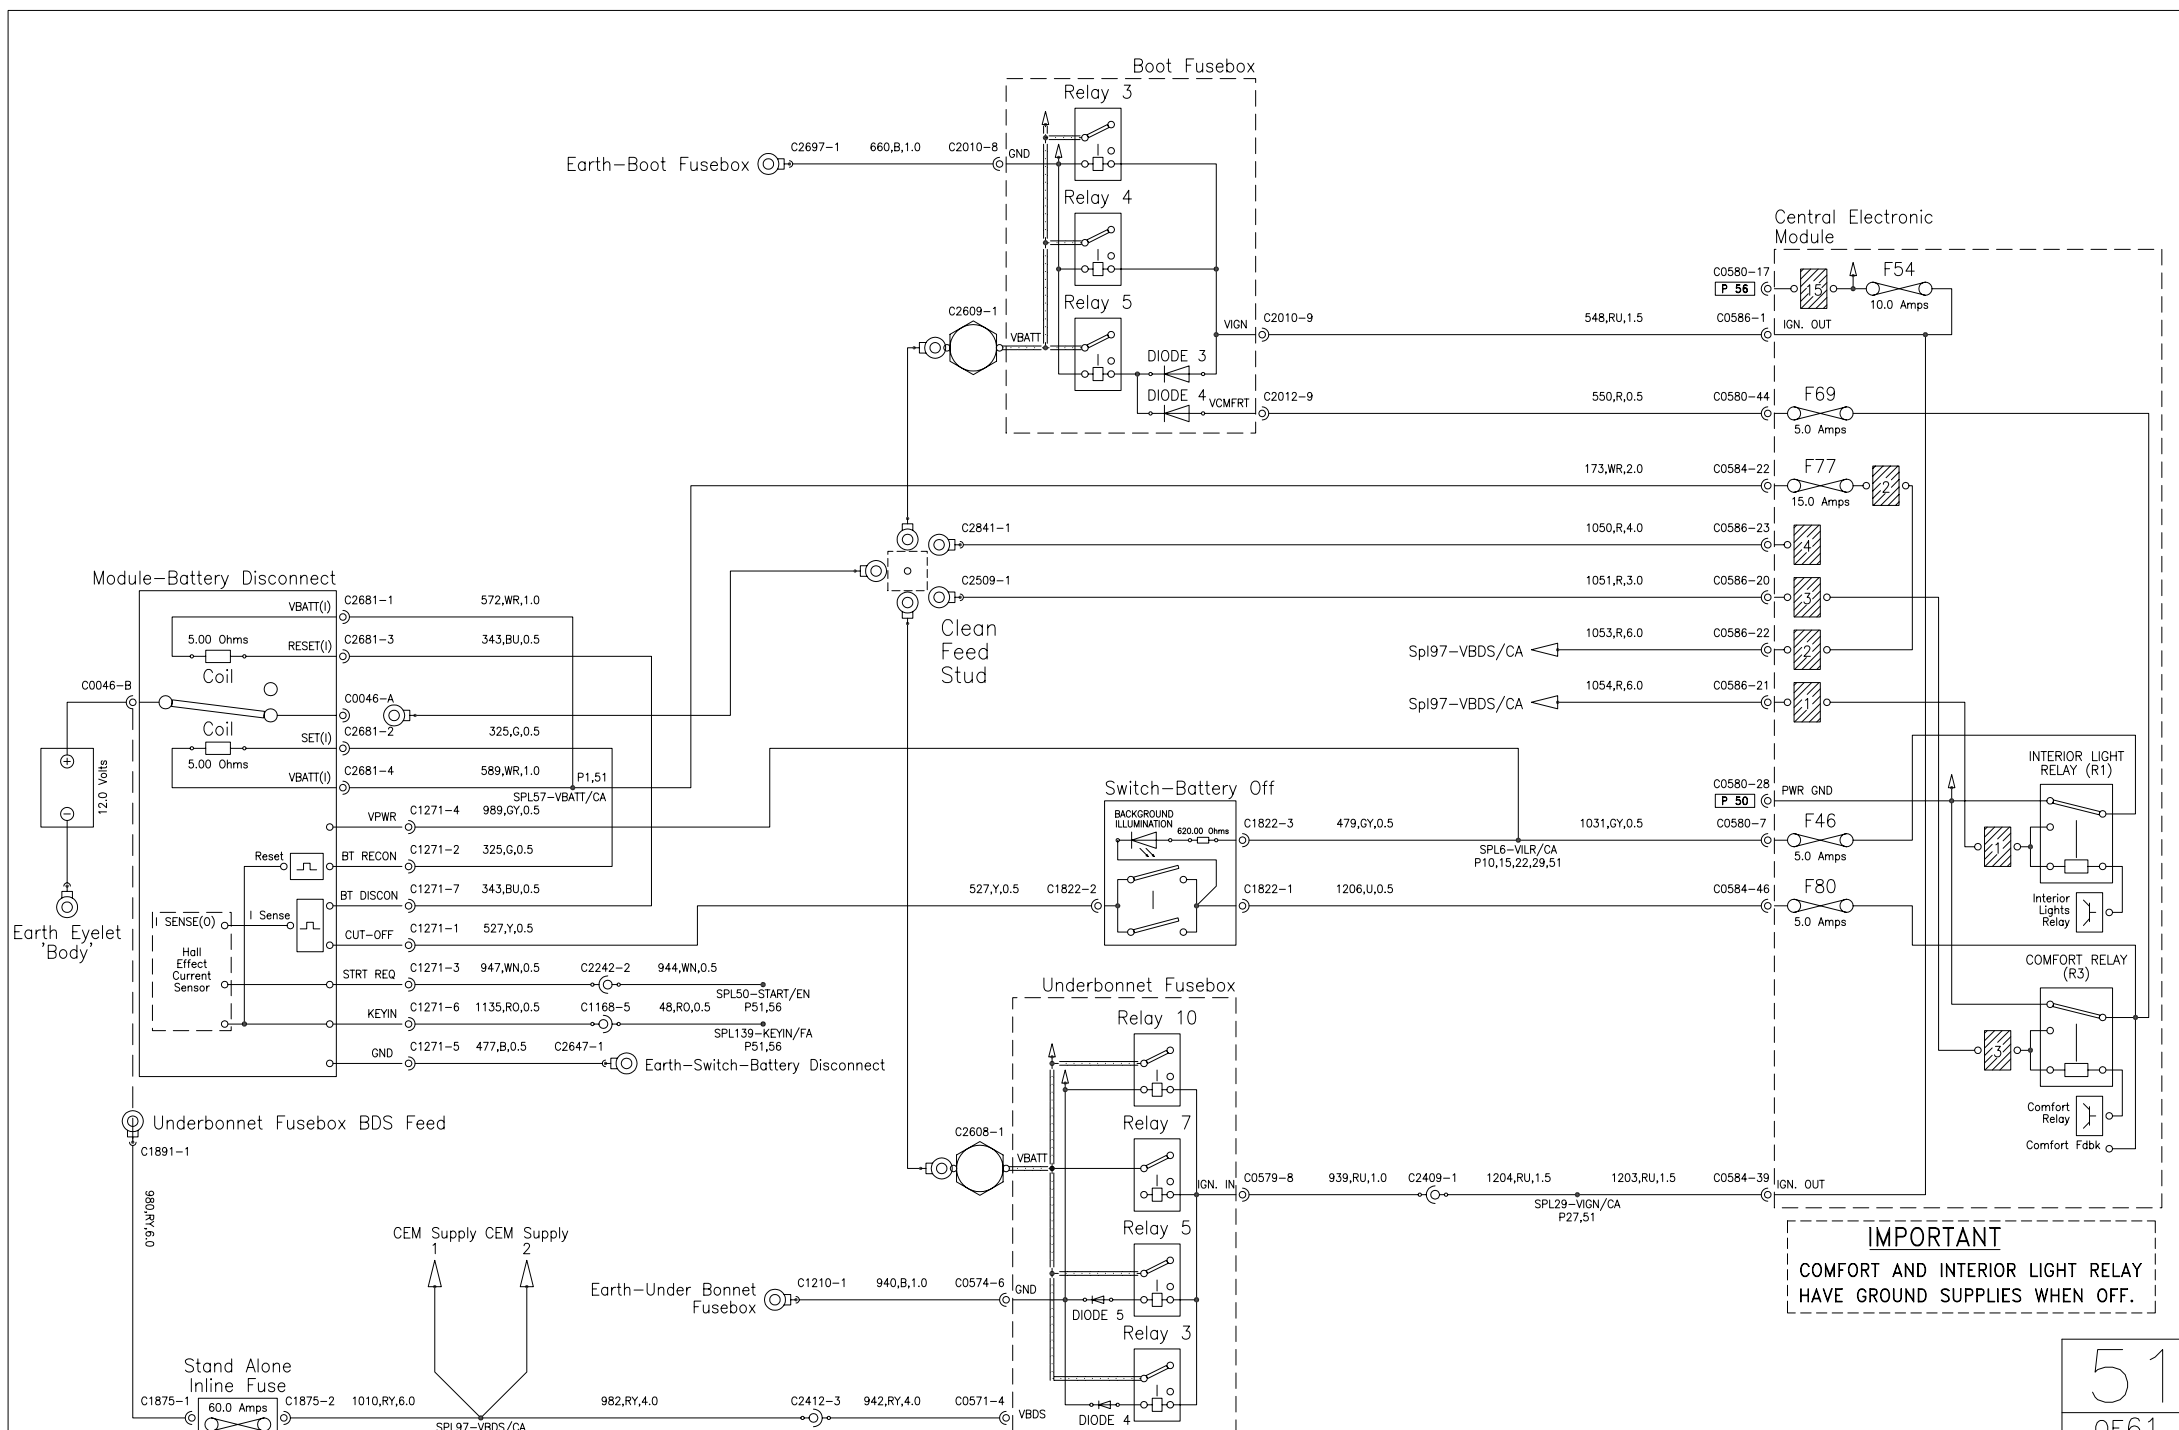 Boot Fusebox
Relay 3
Earth-Boot Fusebox
C2697-1
660,B,1.0
C2010-8
GND
Relay 4
Relay 5
C2609-1
VBATT
VIGN
C2010-9
548,RU,1.5
C0586-1
IGN. OUT
DIODE 3
DIODE 4
VCMFRT
C2012-9
550,R,0.5
C0580-44
Central Electronic
Module
C0580-17
P 56
15
F54
10.0 Amps
F69
5.0 Amps
173,WR,2.0
C0584-22
F77
15.0 Amps
2
C2841-1
1050,R,4.0
C0586-23
4
C2509-1
1051,R,3.0
C0586-20
3
Clean
Feed
Stud
Spl97-VBDS/CA
1053,R,6.0
C0586-22
2
Spl97-VBDS/CA
1054,R,6.0
C0586-21
1
Module-Battery Disconnect
VBATT(I)
C2681-1
572,WR,1.0
5.00 Ohms
RESET(I)
C2681-3
343,BU,0.5
Coil
C0046-B
C0046-A
Coil
SET(I)
C2681-2
325,G,0.5
5.00 Ohms
VBATT(I)
C2681-4
589,WR,1.0
P1,51
SPL57-VBATT/CA
12.0 Volts
VPWR
C1271-4
989,GY,0.5
Reset
BT RECON
C1271-2
325,G,0.5
BT DISCON
C1271-7
343,BU,0.5
I SENSE(O)
I Sense
CUT-OFF
C1271-1
527,Y,0.5
Hall
Effect
Current
Sensor
STRT REQ
C1271-3
947,WN,0.5
C2242-2
944,WN,0.5
SPL50-START/EN
P51,56
KEYIN
C1271-6
1135,RO,0.5
C1168-5
48,RO,0.5
SPL139-KEYIN/FA
P51,56
GND
C1271-5
477,B,0.5
C2647-1
Earth-Switch-Battery Disconnect
Earth Eyelet
'Body'
Switch-Battery Off
BACKGROUND
ILLUMINATION
620.00 Ohms
C1822-3
479,GY,0.5
1031,GY,0.5
C0580-7
SPL6-VILR/CA
P10,15,22,29,51
527,Y,0.5
C1822-2
C1822-1
1206,U,0.5
C0584-46
C0580-28
P 50
PWR GND
F46
5.0 Amps
F80
5.0 Amps
INTERIOR LIGHT
RELAY (R1)
1
Interior
Lights
Relay
COMFORT RELAY
(R3)
3
Comfort
Relay
Comfort Fdbk
Underbonnet Fusebox
Relay 10
Relay 7
C2608-1
VBATT
IGN. IN
C0579-8
939,RU,1.0
C2409-1
1204,RU,1.5
1203,RU,1.5
C0584-39
IGN. OUT
SPL29-VIGN/CA
P27,51
Relay 5
Earth-Under Bonnet
Fusebox
C1210-1
940,B,1.0
C0574-6
GND
DIODE 5
Relay 3
DIODE 4
Underbonnet Fusebox BDS Feed
C1891-1
980,RY,6.0
CEM Supply
1
CEM Supply
2
Stand Alone
Inline Fuse
C1875-1
60.0 Amps
C1875-2
1010,RY,6.0
SPL97-VBDS/CA
982,RY,4.0
C2412-3
942,RY,4.0
C0571-4
VBDS
IMPORTANT
COMFORT AND INTERIOR LIGHT RELAY
HAVE GROUND SUPPLIES WHEN OFF.
51
OF61